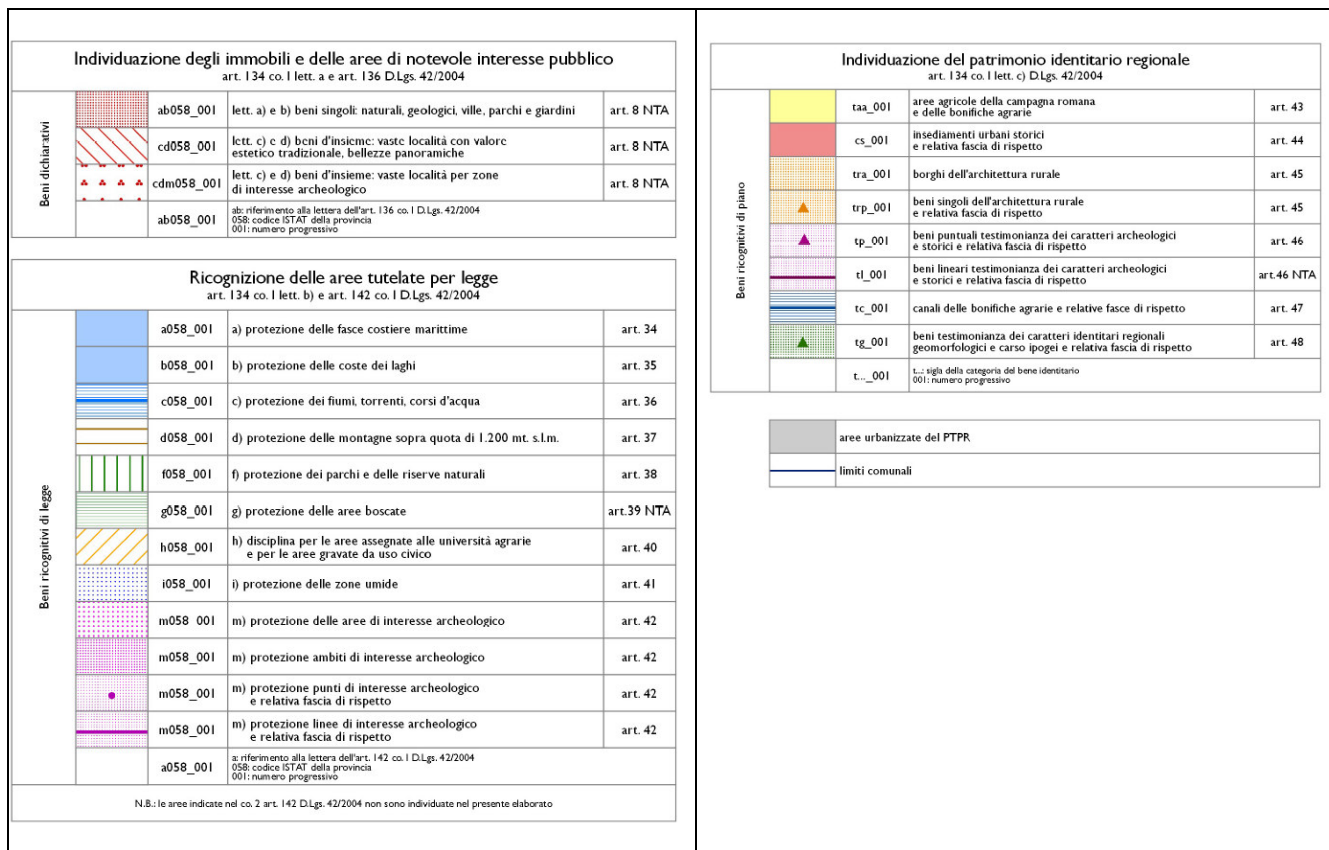 Individuazione degli immobili e delle aree di notevole interesse pubblico
art. 134 co. I lett. a e art. 136 D.Lgs. 42/2004
Beni dichiarativi
ab058_001 lett. a) e b) beni singoli: naturali, geologici, ville, parchi e giardini art. 8 NTA
cd058_001 lett. c) e d) beni d'insieme: vaste località con valore
estetico tradizionale, bellezze panoramiche art. 8 NTA
cdm058_001 lett. c) e d) beni d'insieme: vaste località per zone
di interesse archeologico art. 8 NTA
ab058_001 ab: riferimento alla lettera dell'art. 136 co. I D.Lgs. 42/2004
058: codice ISTAT della provincia
001: numero progressivo
Ricognizione delle aree tutelate per legge
art. 134 co. I lett. b) e art. 142 co. I D.Lgs. 42/2004
Beni ricognitivi di legge
a058_001 a) protezione delle fasce costiere marittime art. 34
b058_001 b) protezione delle coste dei laghi art. 35
c058_001 c) protezione dei fiumi, torrenti, corsi d'acqua art. 36
d058_001 d) protezione delle montagne sopra quota di 1.200 mt. s.l.m. art. 37
f058_001 f) protezione dei parchi e delle riserve naturali art. 38
g058_001 g) protezione delle aree boscate art.39 NTA
h058_001 h) disciplina per le aree assegnate alle università agrarie
e per le aree gravate da uso civico art. 40
i058_001 i) protezione delle zone umide art. 41
m058_001 m) protezione delle aree di interesse archeologico art. 42
m058_001 m) protezione ambiti di interesse archeologico art. 42
m058_001 m) protezione punti di interesse archeologico
e relativa fascia di rispetto art. 42
m058_001 m) protezione linee di interesse archeologico
e relativa fascia di rispetto art. 42
a058_001 a: riferimento alla lettera dell'art. 142 co. I D.Lgs. 42/2004
058: codice ISTAT della provincia
001: numero progressivo
N.B.: le aree indicate nel co. 2 art. 142 D.Lgs. 42/2004 non sono individuate nel presente elaborato
Individuazione del patrimonio identitario regionale
art. 134 co. I lett. c) D.Lgs. 42/2004
Beni ricognitivi di piano
taa_001 aree agricole della campagna romana
e delle bonifiche agrarie art. 43
cs_001 insediamenti urbani storici
e relativa fascia di rispetto art. 44
tra_001 borghi dell'architettura rurale art. 45
trp_001 beni singoli dell'architettura rurale
e relativa fascia di rispetto art. 45
tp_001 beni puntuali testimonianza dei caratteri archeologici
e storici e relativa fascia di rispetto art. 46
tl_001 beni lineari testimonianza dei caratteri archeologici
e storici e relativa fascia di rispetto art.46 NTA
tc_001 canali delle bonifiche agrarie e relative fasce di rispetto art. 47
tg_001 beni testimonianza dei caratteri identitari regionali
geomorfologici e carso ipogei e relativa fascia di rispetto art. 48
t..._001 t...: sigla della categoria del bene identitario
001: numero progressivo
aree urbanizzate del PTPR
limiti comunali